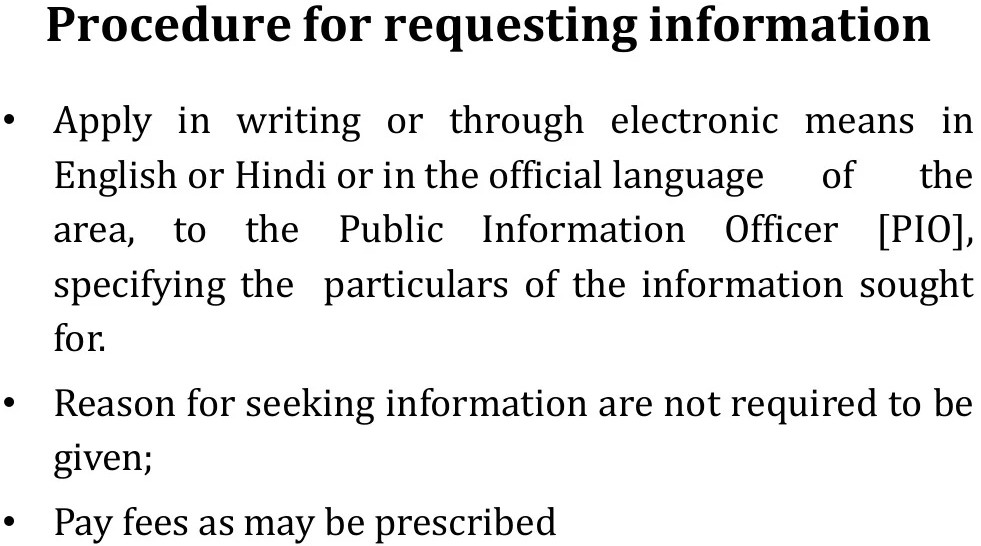 Procedure for requesting information
• Apply in writing or through electronic means in
English or Hindi or in the official language of the
area, to the Public Information Officer [PIO],
specifying the particulars of the information sought
for.
• Reason for seeking information are not required to be
given;
• Pay fees as may be prescribed